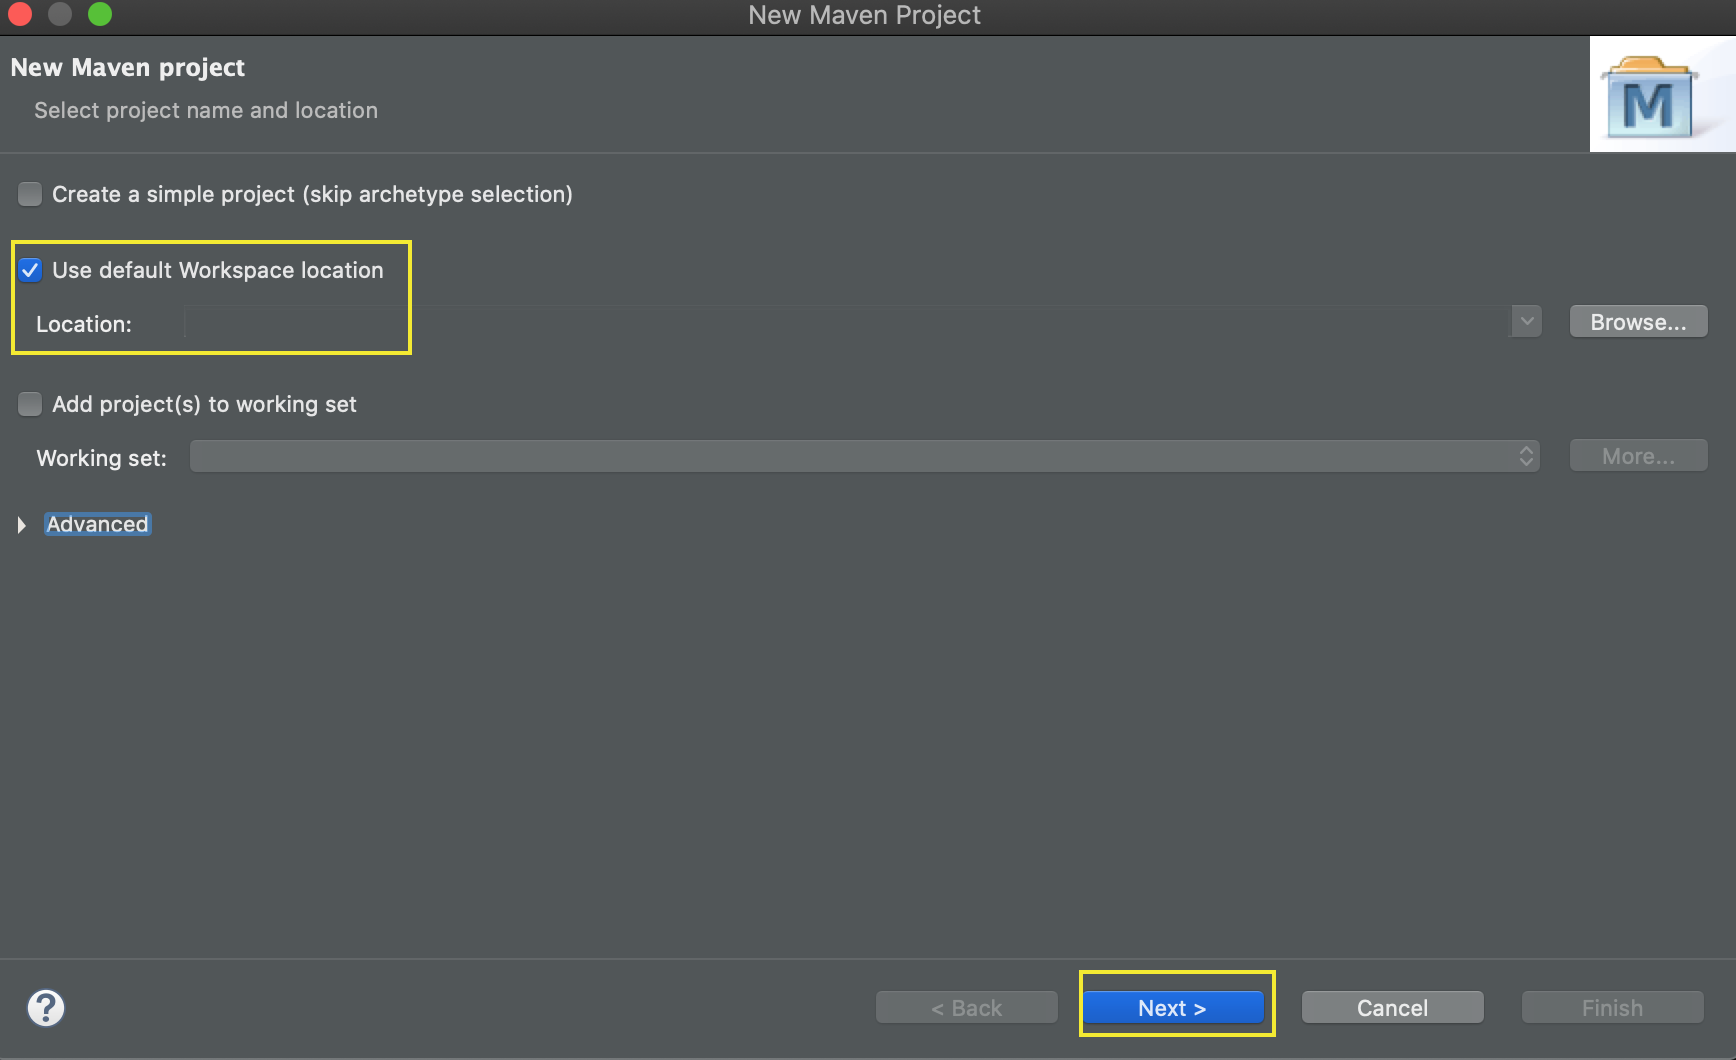 New Maven Project
New Maven project
Select project name and location
M
Create a simple project (skip archetype selection)
Use default Workspace location
Location:
Browse...
Add project(s) to working set
Working set:
More...
Advanced
?
< Back
Next >
Cancel
Finish